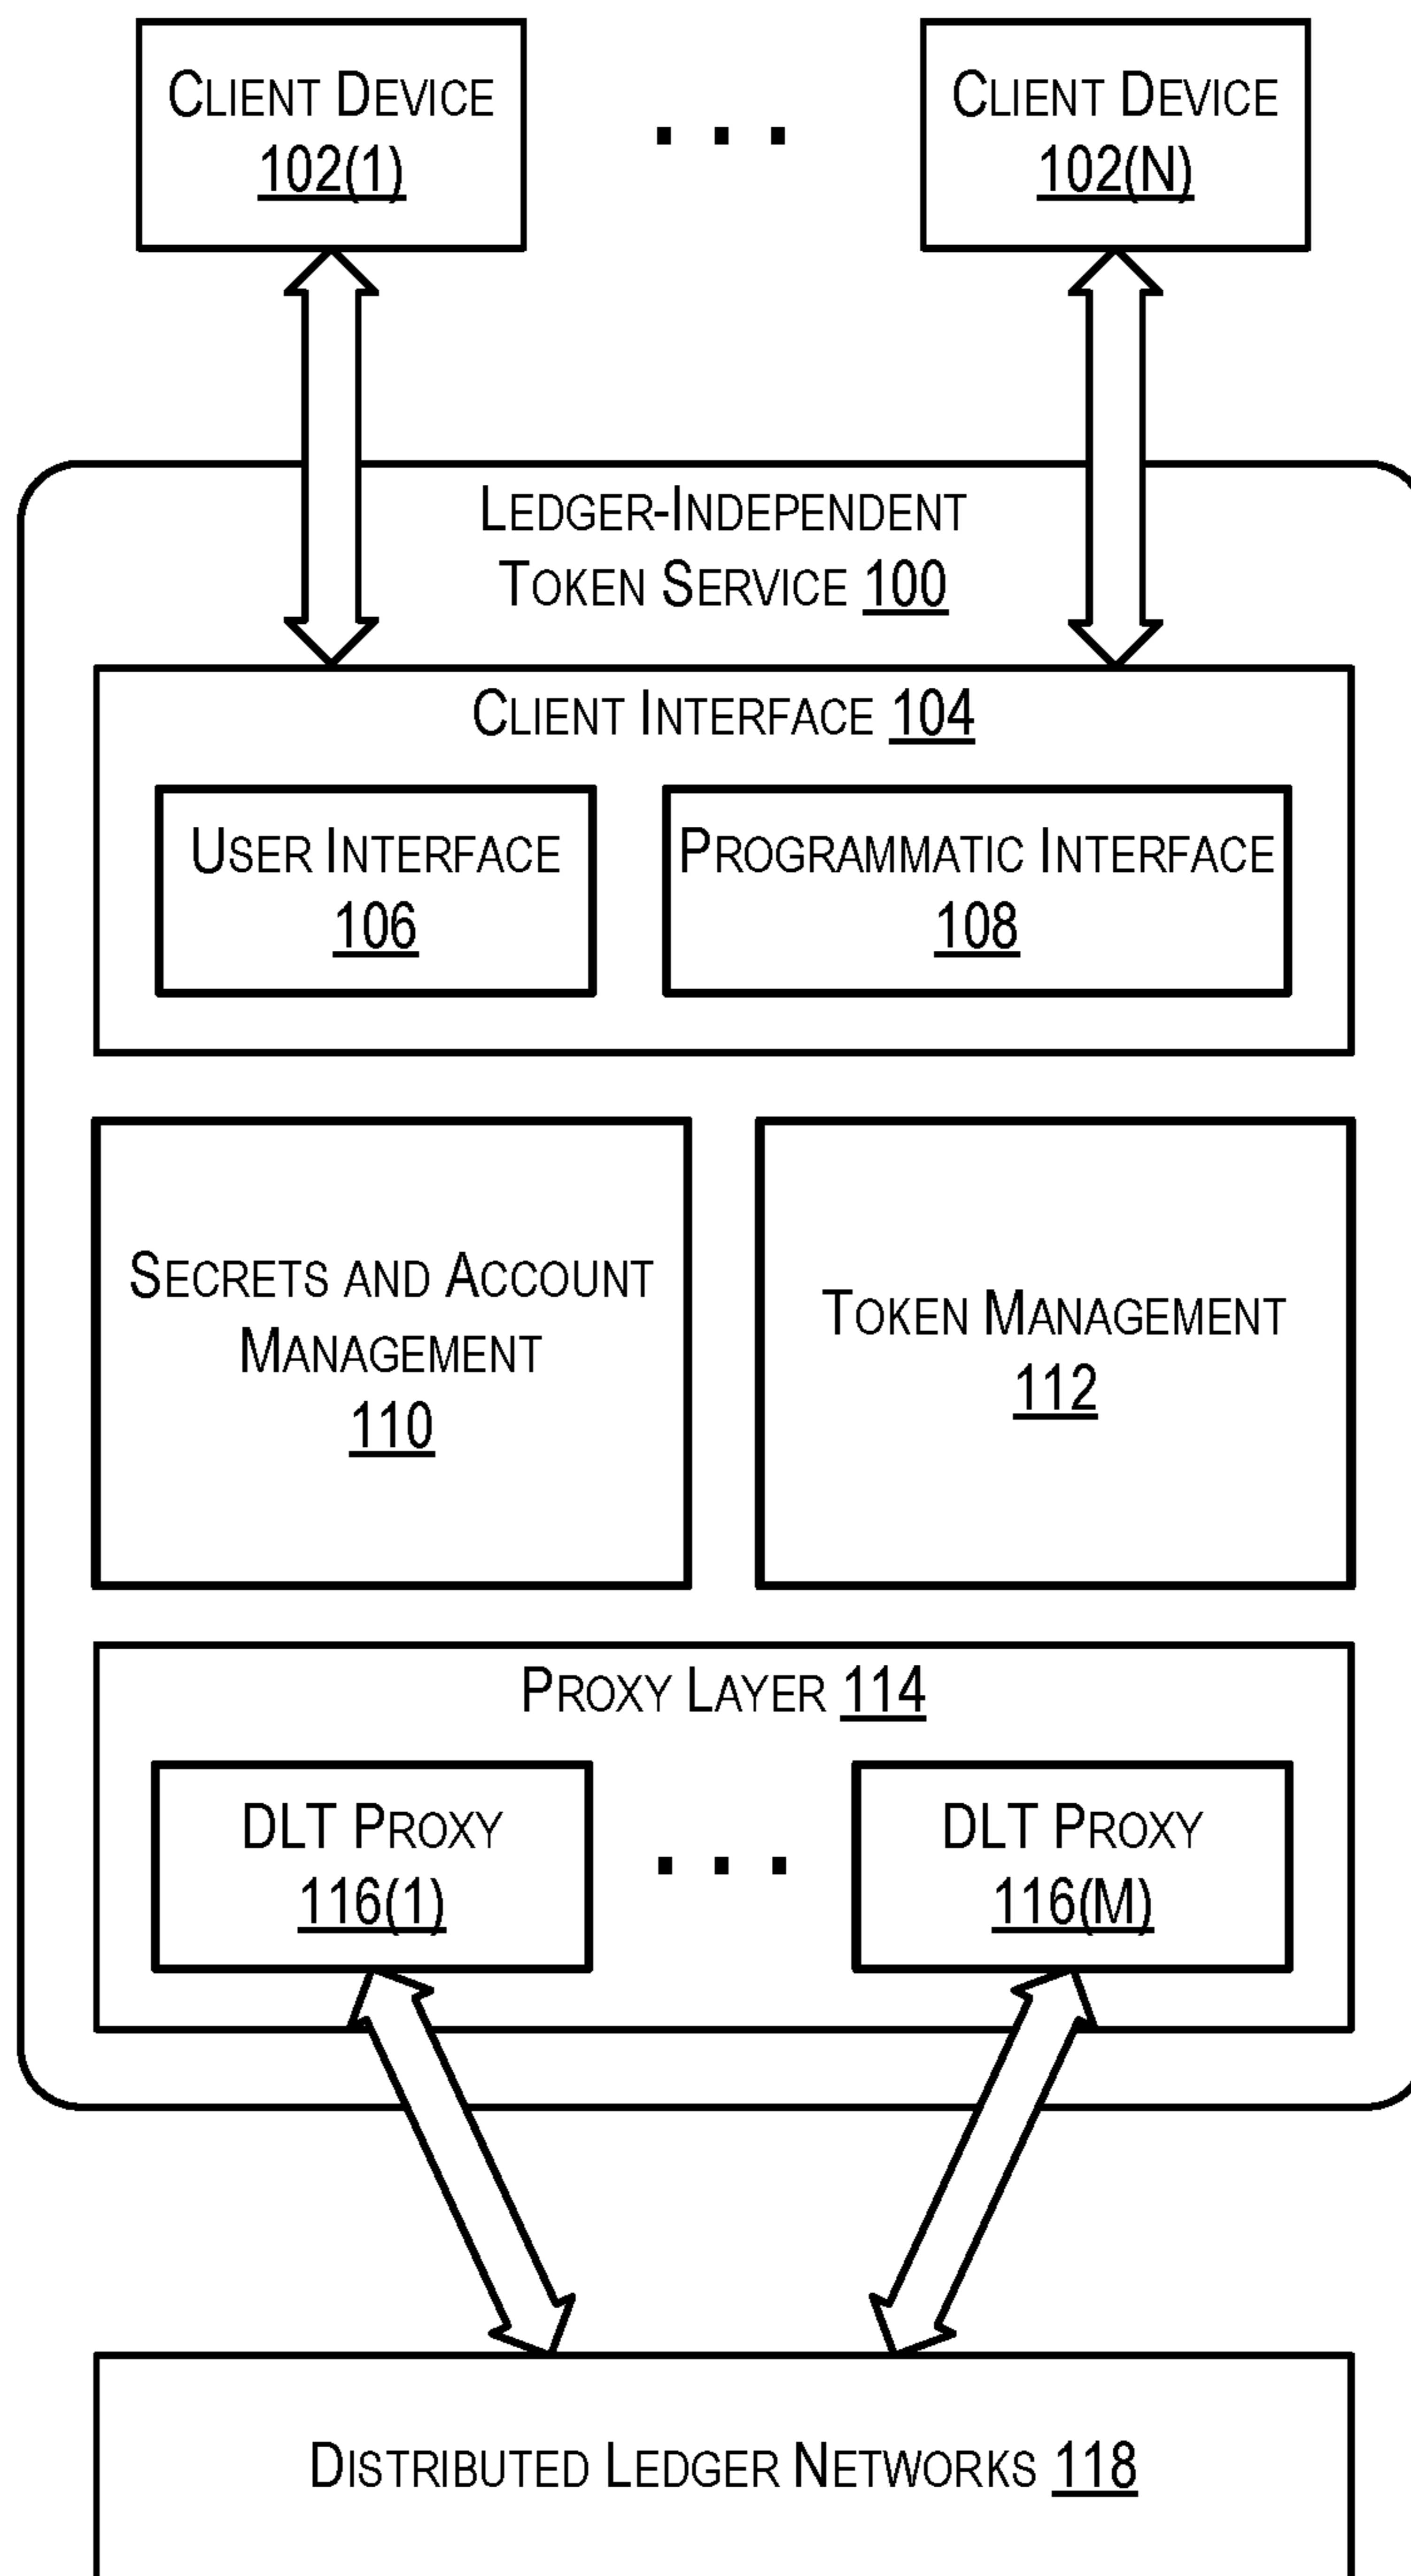 CLIENT DEVICE
102(1)
. . .
CLIENT DEVICE
102(N)
LEDGER-INDEPENDENT
TOKEN SERVICE 100
CLIENT INTERFACE 104
USER INTERFACE
106
PROGRAMMATIC INTERFACE
108
SECRETS AND ACCOUNT
MANAGEMENT
110
TOKEN MANAGEMENT
112
PROXY LAYER 114
DLT PROXY
116(1)
. . .
DLT PROXY
116(M)
DISTRIBUTED LEDGER NETWORKS 118